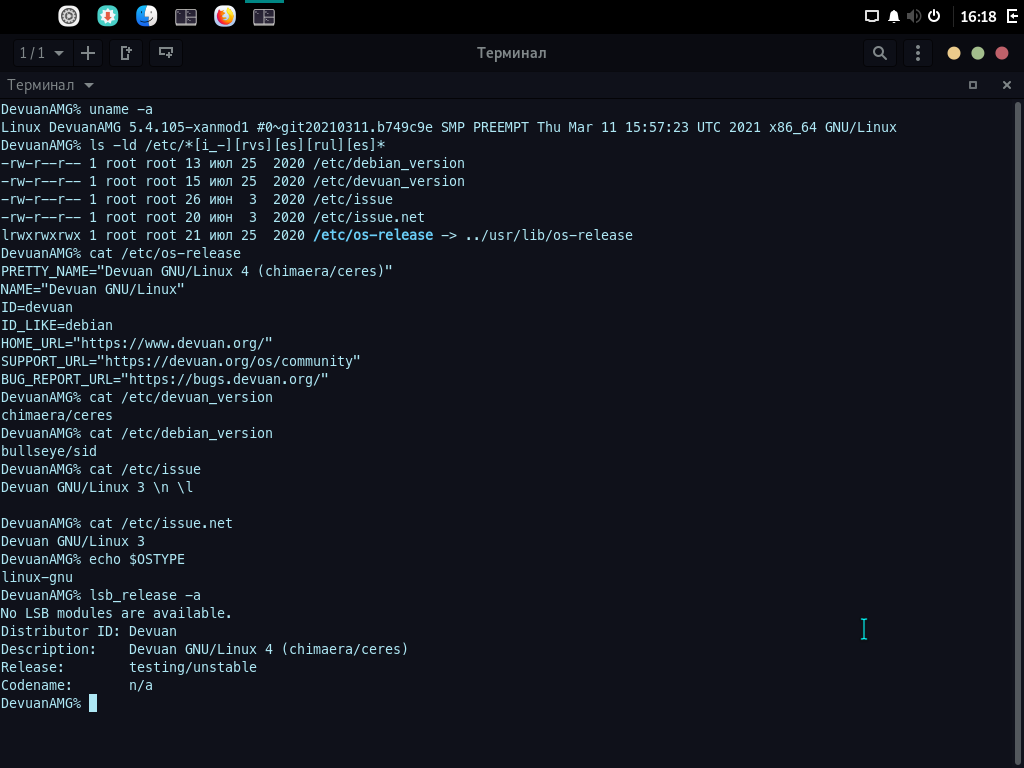 16:18
1 / 1
Терминал
Терминал
DevuanAMG% uname -a
Linux DevuanAMG 5.4.105-xanmod1 #0~git20210311.b749c9e SMP PREEMPT Thu Mar 11 15:57:23 UTC 2021 x86_64 GNU/Linux
DevuanAMG% ls -ld /etc/*[i_-][rvs][es][rul][es]*
-rw-r--r-- 1 root root 13 июл 25  2020 /etc/debian_version
-rw-r--r-- 1 root root 15 июл 25  2020 /etc/devuan_version
-rw-r--r-- 1 root root 26 июн  3  2020 /etc/issue
-rw-r--r-- 1 root root 20 июн  3  2020 /etc/issue.net
lrwxrwxrwx 1 root root 21 июл 25  2020 /etc/os-release -> ../usr/lib/os-release
DevuanAMG% cat /etc/os-release
PRETTY_NAME="Devuan GNU/Linux 4 (chimaera/ceres)"
NAME="Devuan GNU/Linux"
ID=devuan
ID_LIKE=debian
HOME_URL="https://www.devuan.org/"
SUPPORT_URL="https://devuan.org/os/community"
BUG_REPORT_URL="https://bugs.devuan.org/"
DevuanAMG% cat /etc/devuan_version
chimaera/ceres
DevuanAMG% cat /etc/debian_version
bullseye/sid
DevuanAMG% cat /etc/issue
Devuan GNU/Linux 3 \n \l
DevuanAMG% cat /etc/issue.net
Devuan GNU/Linux 3
DevuanAMG% echo $OSTYPE
linux-gnu
DevuanAMG% lsb_release -a
No LSB modules are available.
Distributor ID: Devuan
Description:    Devuan GNU/Linux 4 (chimaera/ceres)
Release:        testing/unstable
Codename:       n/a
DevuanAMG%